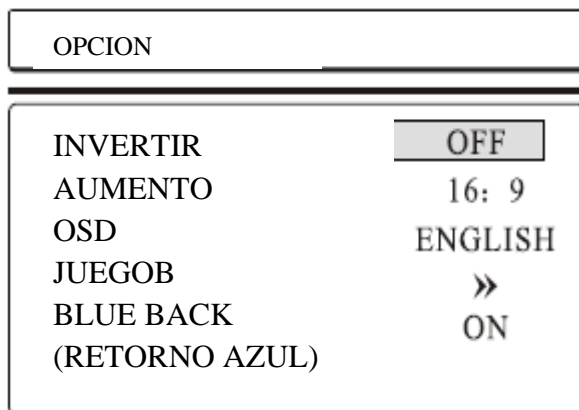 OPCION
INVERTIR OFF
AUMENTO 16: 9
OSD ENGLISH
JUEGOB »
BLUE BACK ON
(RETORNO AZUL)